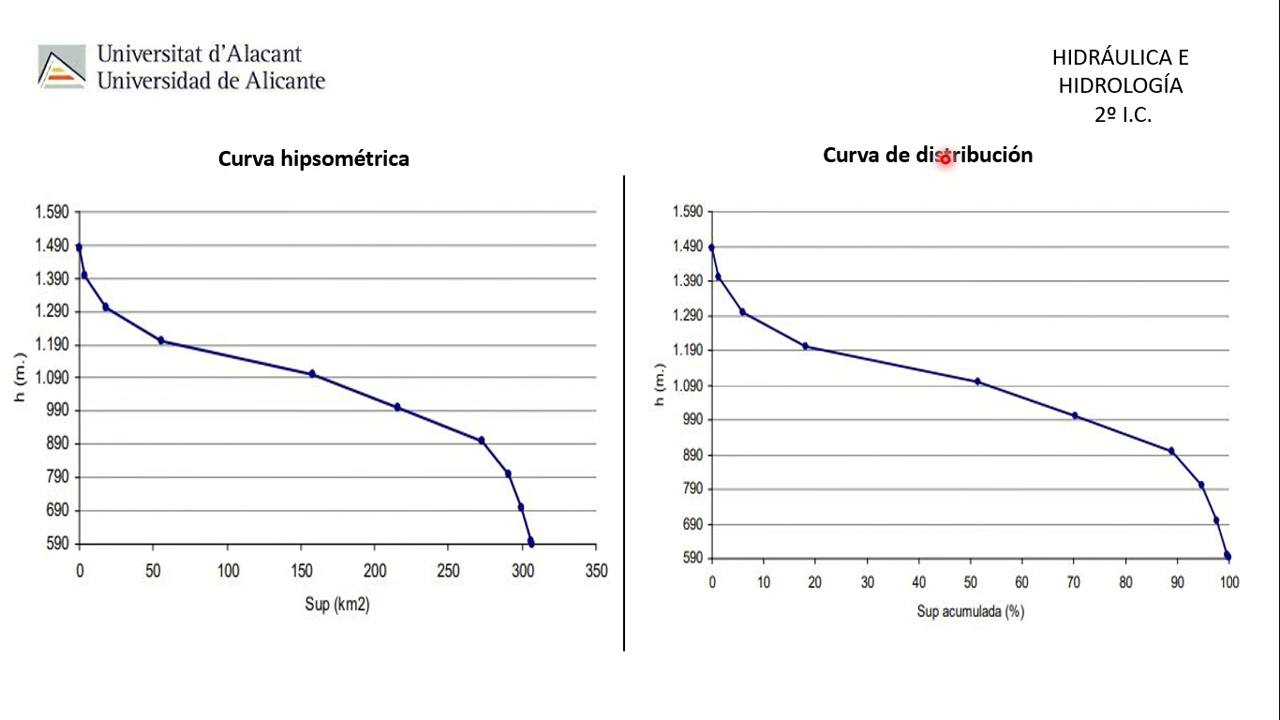 Universitat d'Alacant
Universidad de Alicante
HIDRÁULICA E
HIDROLOGÍA
2º I.C.
Curva hipsométrica
1.590
1.490
1.390
1.290
1.190
1.090
990
890
790
690
590
h (m.)
0 50 100 150 200 250 300 350
Sup (km2)
Curva de distribución
1.590
1.490
1.390
1.290
1.190
1.090
990
890
790
690
590
h (m.)
0 10 20 30 40 50 60 70 80 90 100
Sup acumulada (%)